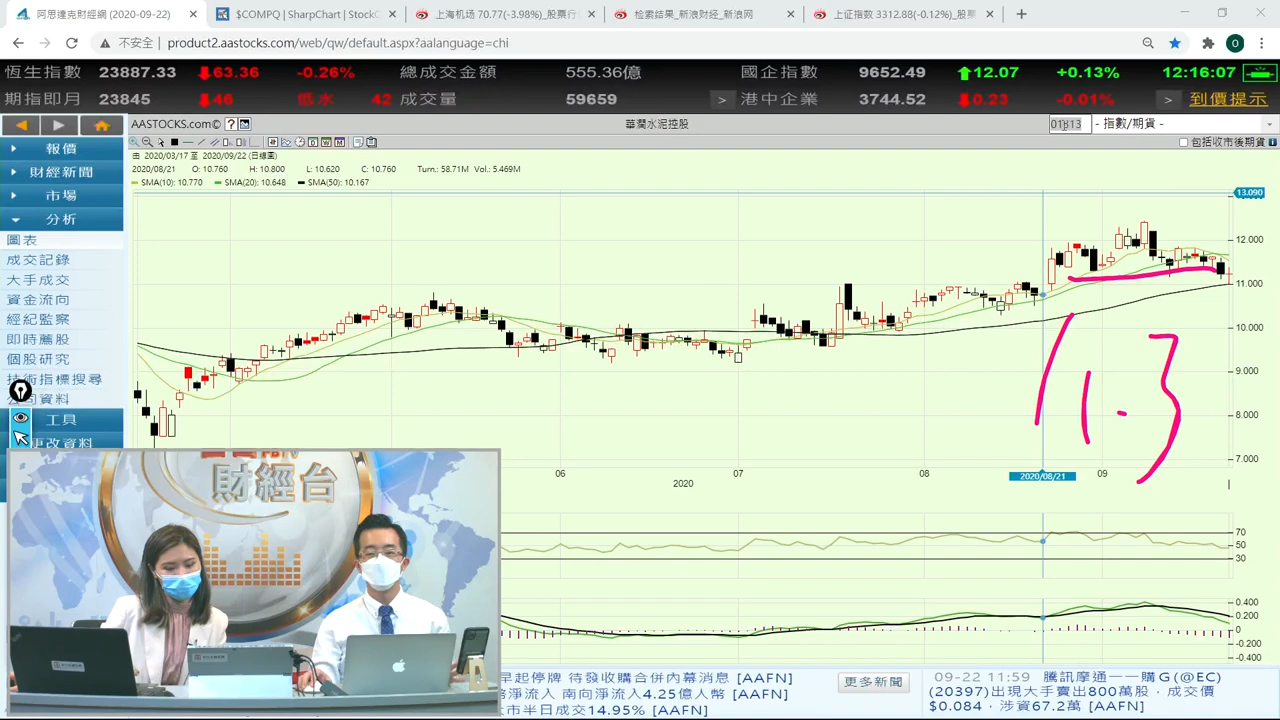 阿思達克財經網 (2020-09-22)
$COMPQ | SharpChart | StockC
上海机场 70.77(-3.98%)_股票行
检索结果_新浪财经_新浪网
上证指数 3312.88(-0.12%)_股票
不安全 | product2.aastocks.com/web/qw/default.aspx?aalanguage=chi
恆生指數 23887.33 63.36 -0.26% 總成交金額 555.36億 國企指數 9652.49 12.07 +0.13% 12:16:07
期指即月 23845 46 低水 42 成交量 59659 > 港中企業 3744.52 0.23 -0.01% > 到價提示
AASTOCKS.com© ? 華潤水泥控股 01313 - 指數/期貨 -
包括收市後期貨
由 2020/03/17 至 2020/09/22 (日線圖)
2020/08/21 O: 10.760 H: 10.800 L: 10.620 C: 10.760 Turn.: 58.71M Vol.: 5.469M
SMA(10): 10.770 SMA(20): 10.648 SMA(50): 10.167
報價
財經新聞
市場
分析
圖表
成交記錄
大手成交
資金流向
經紀監察
即時薦股
個股研究
技術指標搜尋
公司資料
工具
更改資料
13.090
12.000
11.000
10.000
9.000
8.000
7.000
11.3
06 07 08 2020/08/21 09
2020
70
50
30
0.400
0.200
0
-0.200
-0.400
財經台
早起停牌 待發收購合併內幕消息 [AAFN]
淨流入 南向淨流入4.25億人幣 [AAFN]
市半日成交14.95% [AAFN]
更多新聞
09-22 11:59 騰訊摩通一一購G(@EC)
(20397)出現大手賣出800萬股，成交價
$0.084，涉資67.2萬 [AAFN]